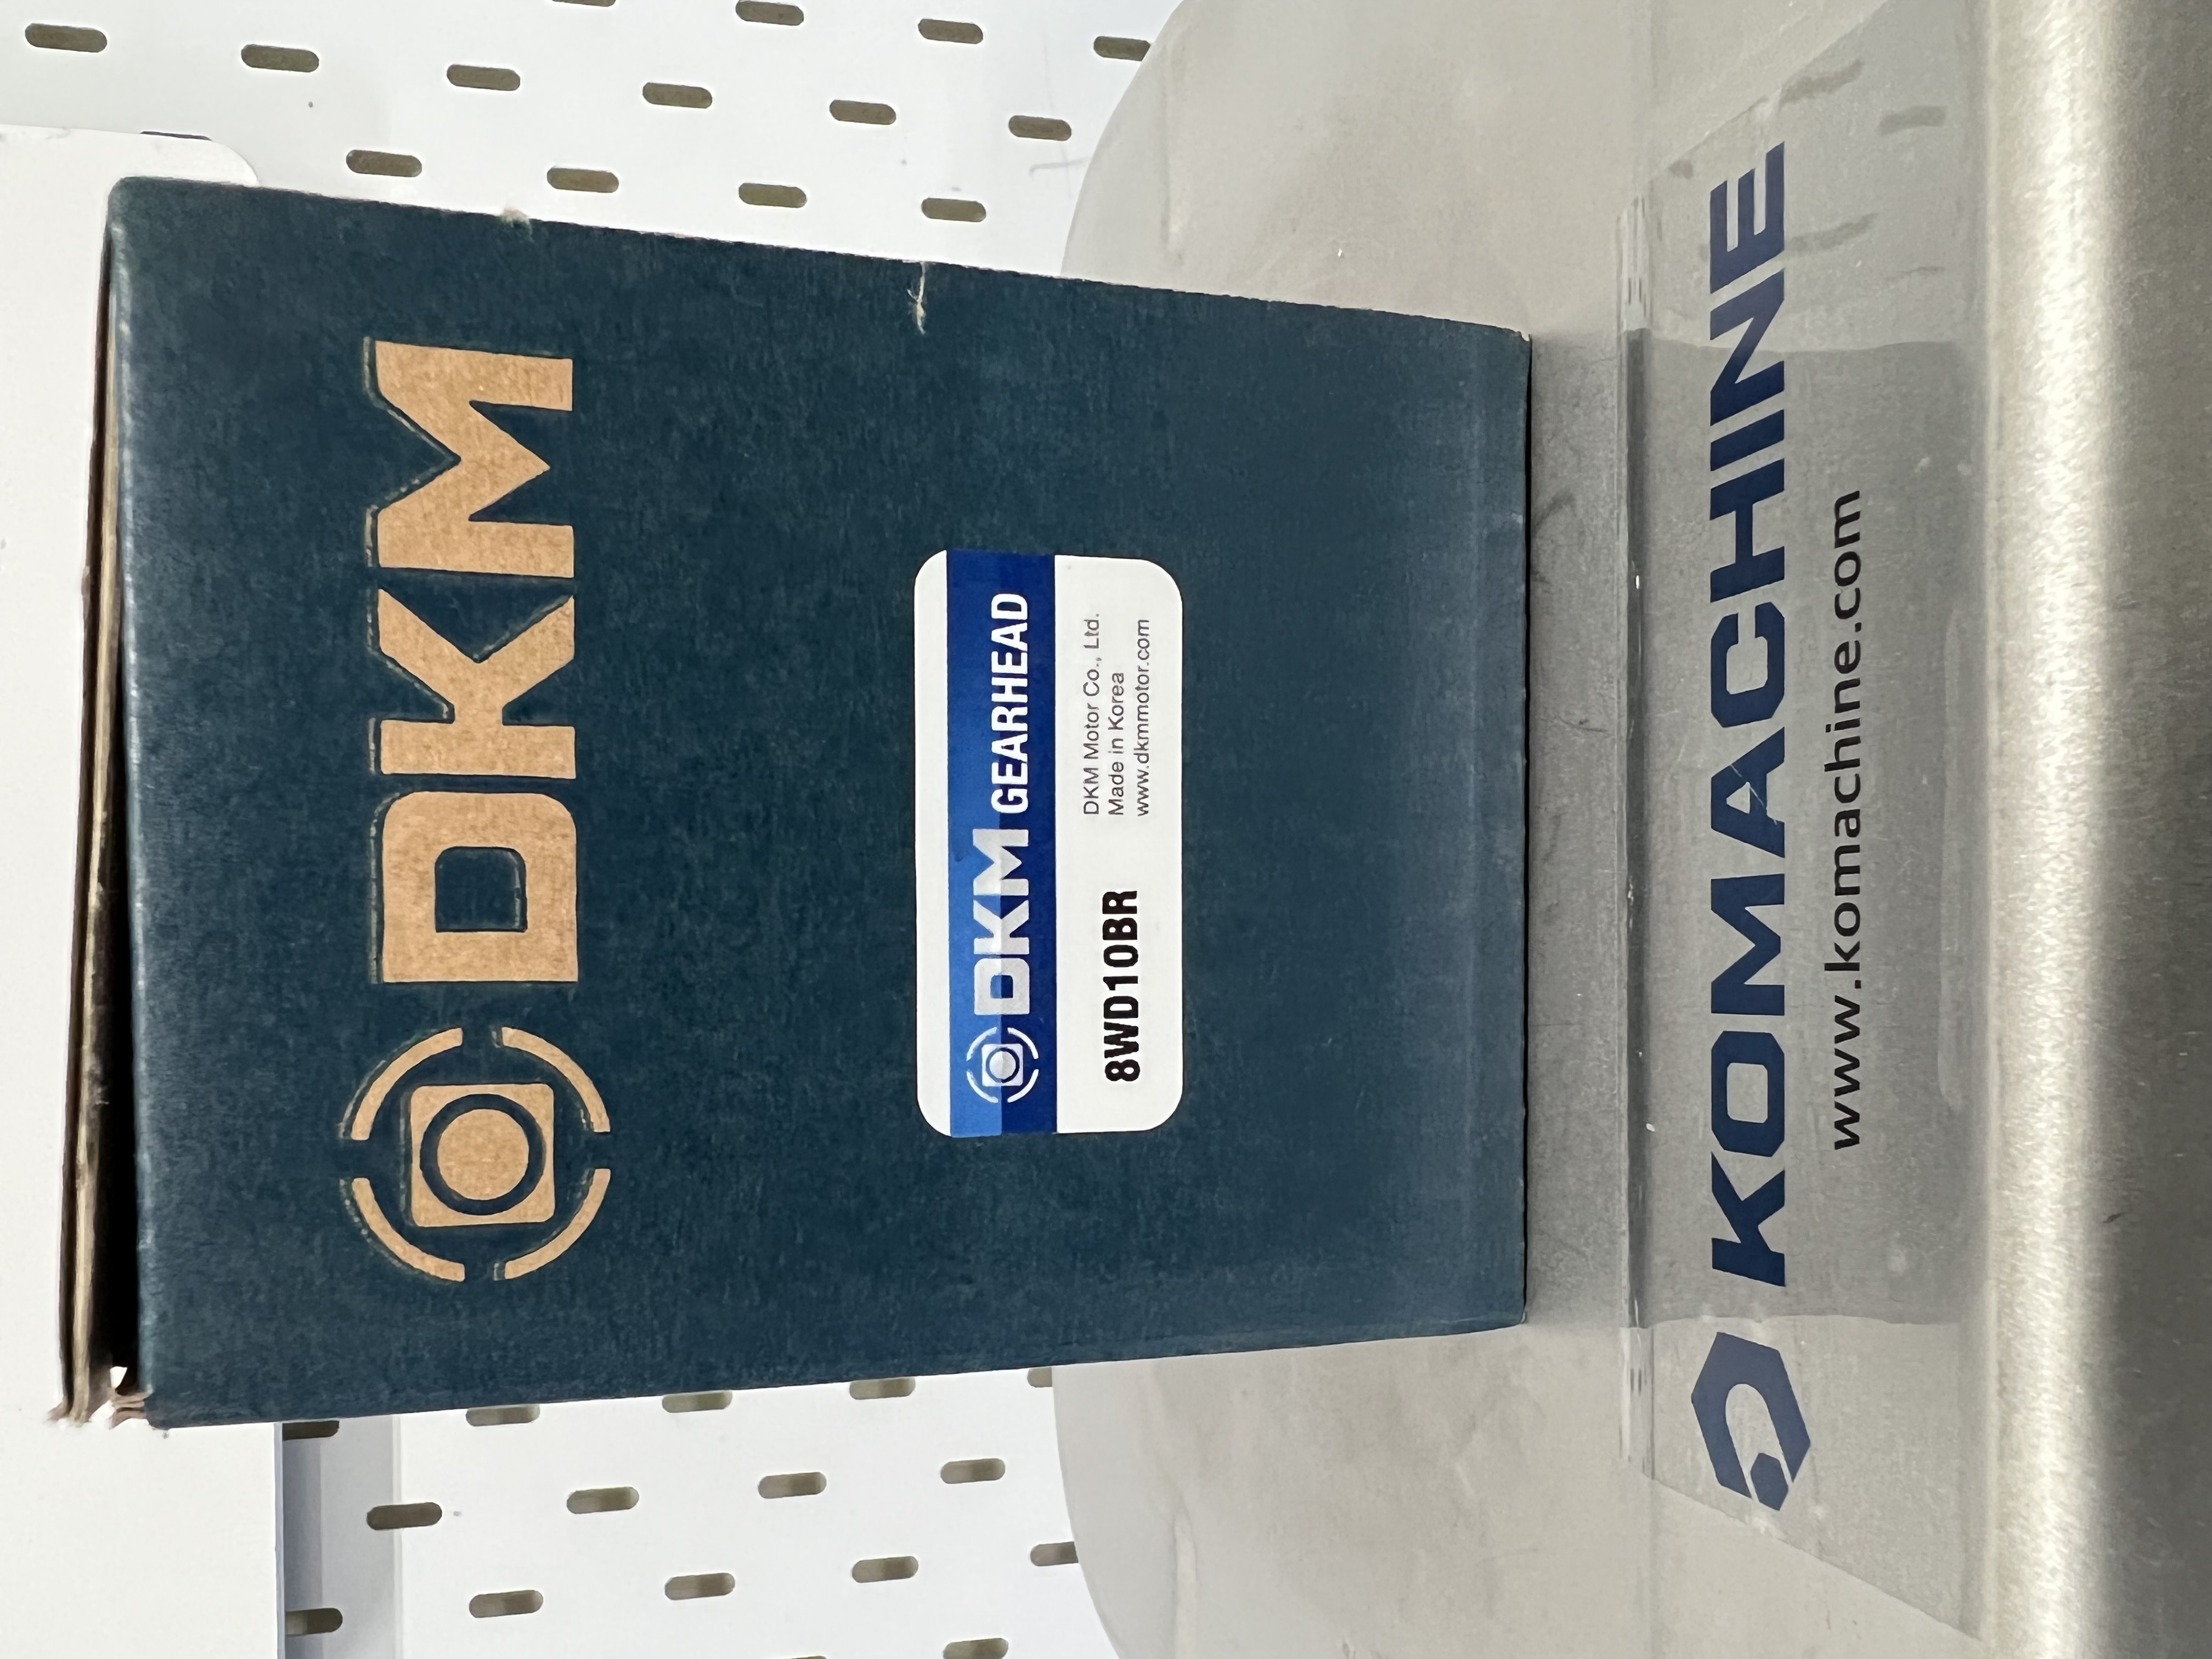 DKM
DKM GEARHEAD
8WD10BR
DKM Motor Co., Ltd.
Made in Korea
www.dkmmotor.com
KOMACHINE
www.komachine.com